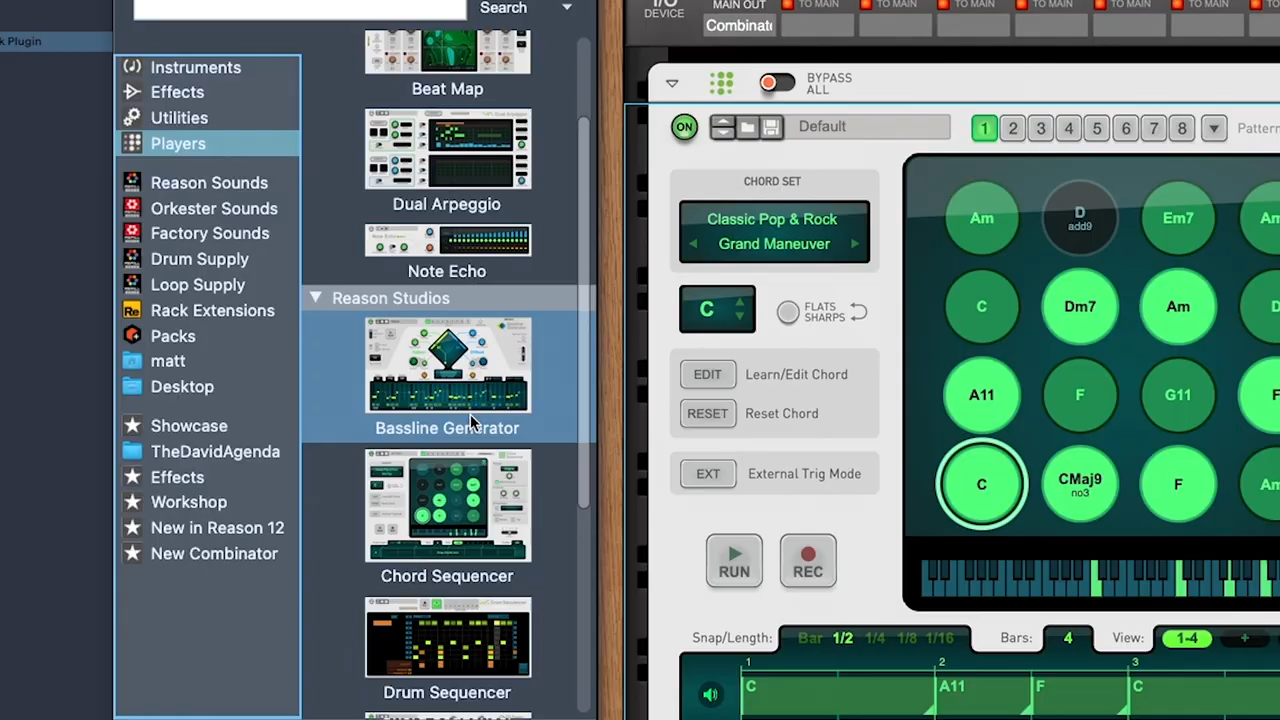 k Plugin
Search
Instruments
Effects
Utilities
Players
Reason Sounds
Orkester Sounds
Factory Sounds
Drum Supply
Loop Supply
Rack Extensions
Packs
matt
Desktop
Showcase
TheDavidAgenda
Effects
Workshop
New in Reason 12
New Combinator
Beat Map
Dual Arpeggio
Note Echo
Reason Studios
Bassline Generator
Chord Sequencer
Drum Sequencer
I/O
DEVICE
MAIN OUT
Combinato
TO MAIN
TO MAIN
TO MAIN
TO MAIN
TO MAIN
TO MAIN
BYPASS
ALL
ON
Default
1 2 3 4 5 6 7 8
Pattern
CHORD SET
Classic Pop & Rock
Grand Maneuver
C
FLATS
SHARPS
EDIT Learn/Edit Chord
RESET Reset Chord
EXT External Trig Mode
RUN
REC
Am
D
add9
Em7
Am
C
Dm7
Am
D
A11
F
G11
F
C
CMaj9
no3
F
Am
Snap/Length: Bar 1/2 1/4 1/8 1/16 Bars: 4 View: 1-4 +
1 2 3
C A11 F C